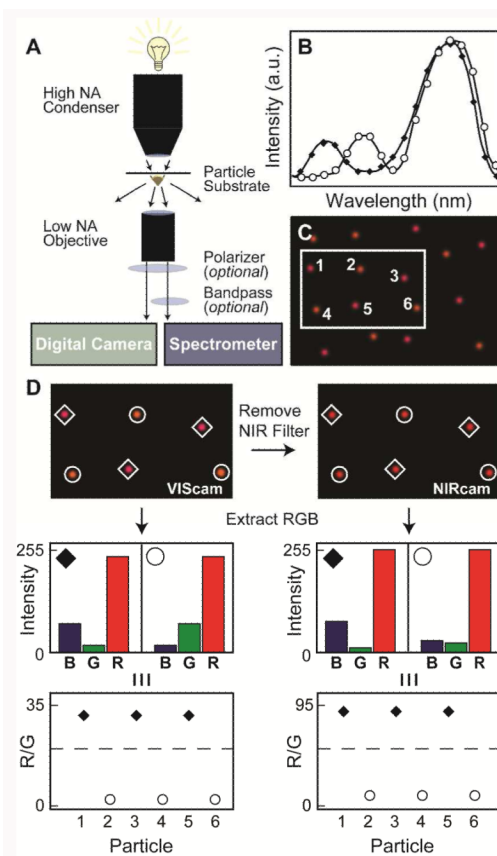 A
High NA
Condenser
Particle
Substrate
Low NA
Objective
Polarizer
(optional)
Bandpass
(optional)
Digital Camera
Spectrometer
B
Intensity (a.u.)
Wavelength (nm)
C
1
2
3
4
5
6
D
VIScam
Remove
NIR Filter
NIRcam
Extract RGB
255
Intensity
0
B G R B G R
255
Intensity
0
B G R B G R
35
R/G
0
1 2 3 4 5 6
Particle
95
R/G
0
1 2 3 4 5 6
Particle